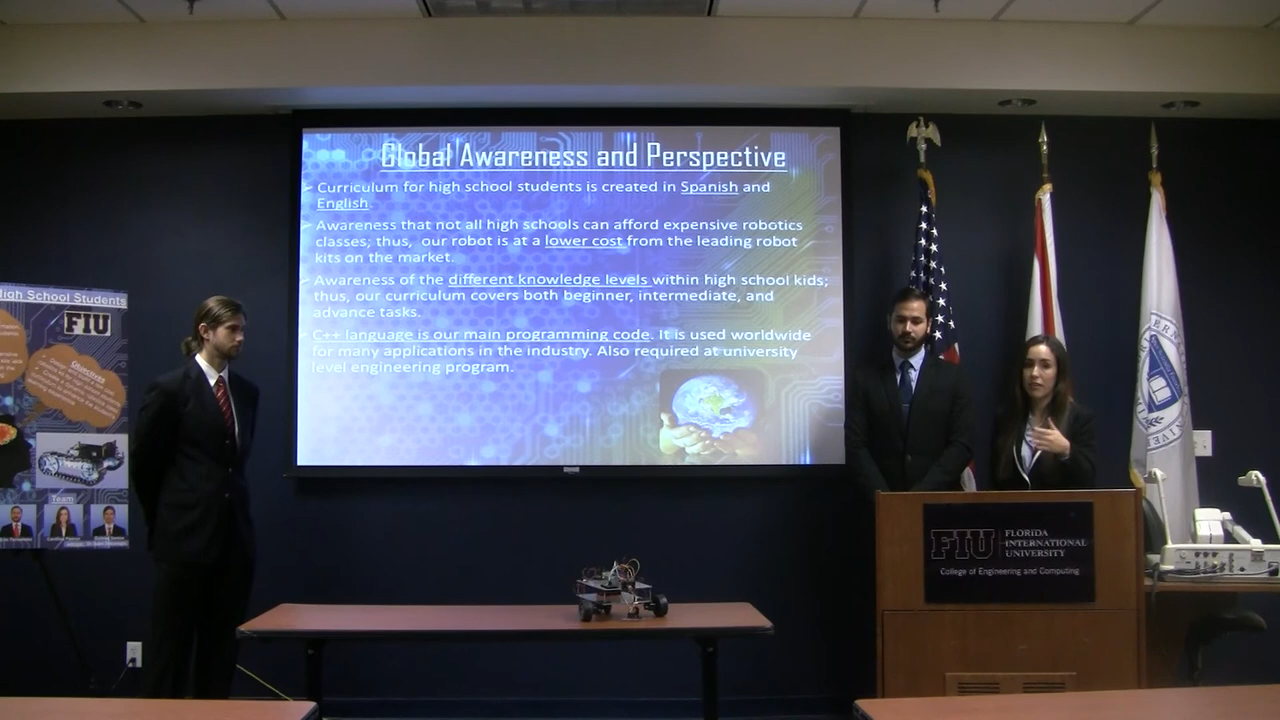 Global Awareness and Perspective
Curriculum for high school students is created in Spanish and
English.
Awareness that not all high schools can afford expensive robotics
classes; thus, our robot is at a lower cost from the leading robot
kits on the market.
Awareness of the different knowledge levels within high school kids;
thus, our curriculum covers both beginner, intermediate, and
advance tasks.
C++ language is our main programming code. It is used worldwide
for many applications in the industry. Also required at university
level engineering program.
High School Students
FIU
Objectives
Team
FIU FLORIDA
INTERNATIONAL
UNIVERSITY
College of Engineering and Computing